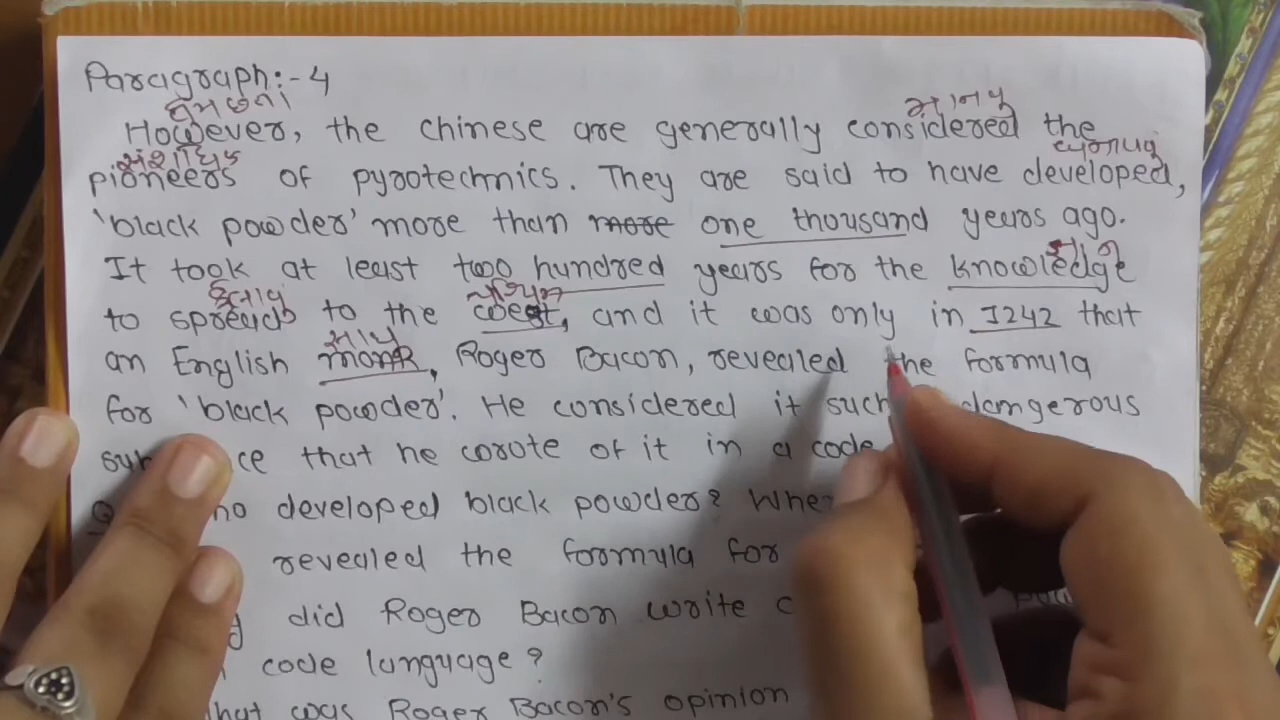 Paragraph:- 4
માનવુ
However, the chinese are generally considered the
સંશોધક
pioneers of pyrotechnics. They are said to have developed,
'black powder' more than more one thousand years ago.
જ્ઞાન
It took at least two hundred years for the knowledge
ફેલાવુ પશ્ચિમ
to spread to the west, and it was only in 1242 that
સાધુ
an English monk, Roger Bacon, revealed the formula
for 'black powder'. He considered it such dangerous
ce that he wrote of it in a code
developed black powder?
revealed the formula for
did Roger Bacon write
code language?
was Roger Bacon's opinion